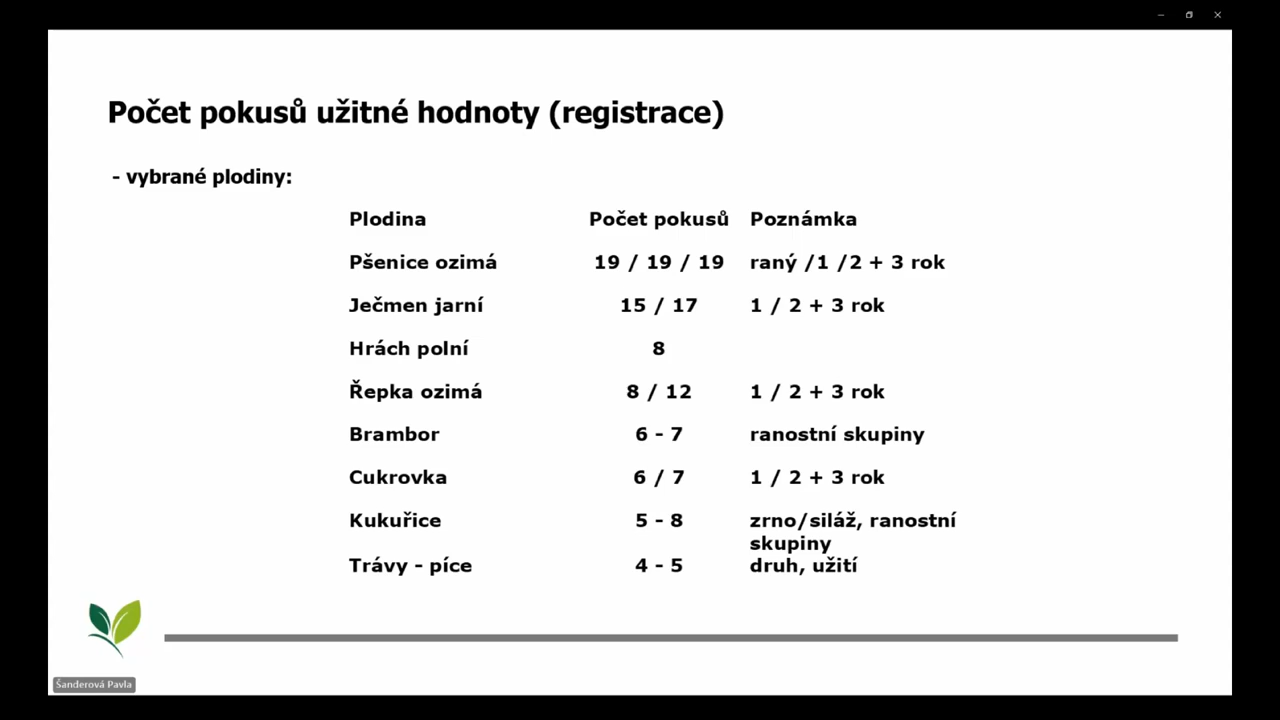 Počet pokusů užitné hodnoty (registrace)
- vybrané plodiny:
Plodina Počet pokusů Poznámka
Pšenice ozimá 19 / 19 / 19 raný /1 /2 + 3 rok
Ječmen jarní 15 / 17 1 / 2 + 3 rok
Hrách polní 8
Řepka ozimá 8 / 12 1 / 2 + 3 rok
Brambor 6 - 7 ranostní skupiny
Cukrovka 6 / 7 1 / 2 + 3 rok
Kukuřice 5 - 8 zrno/siláž, ranostní
skupiny
Trávy - píce 4 - 5 druh, užití
Šanderová Pavla